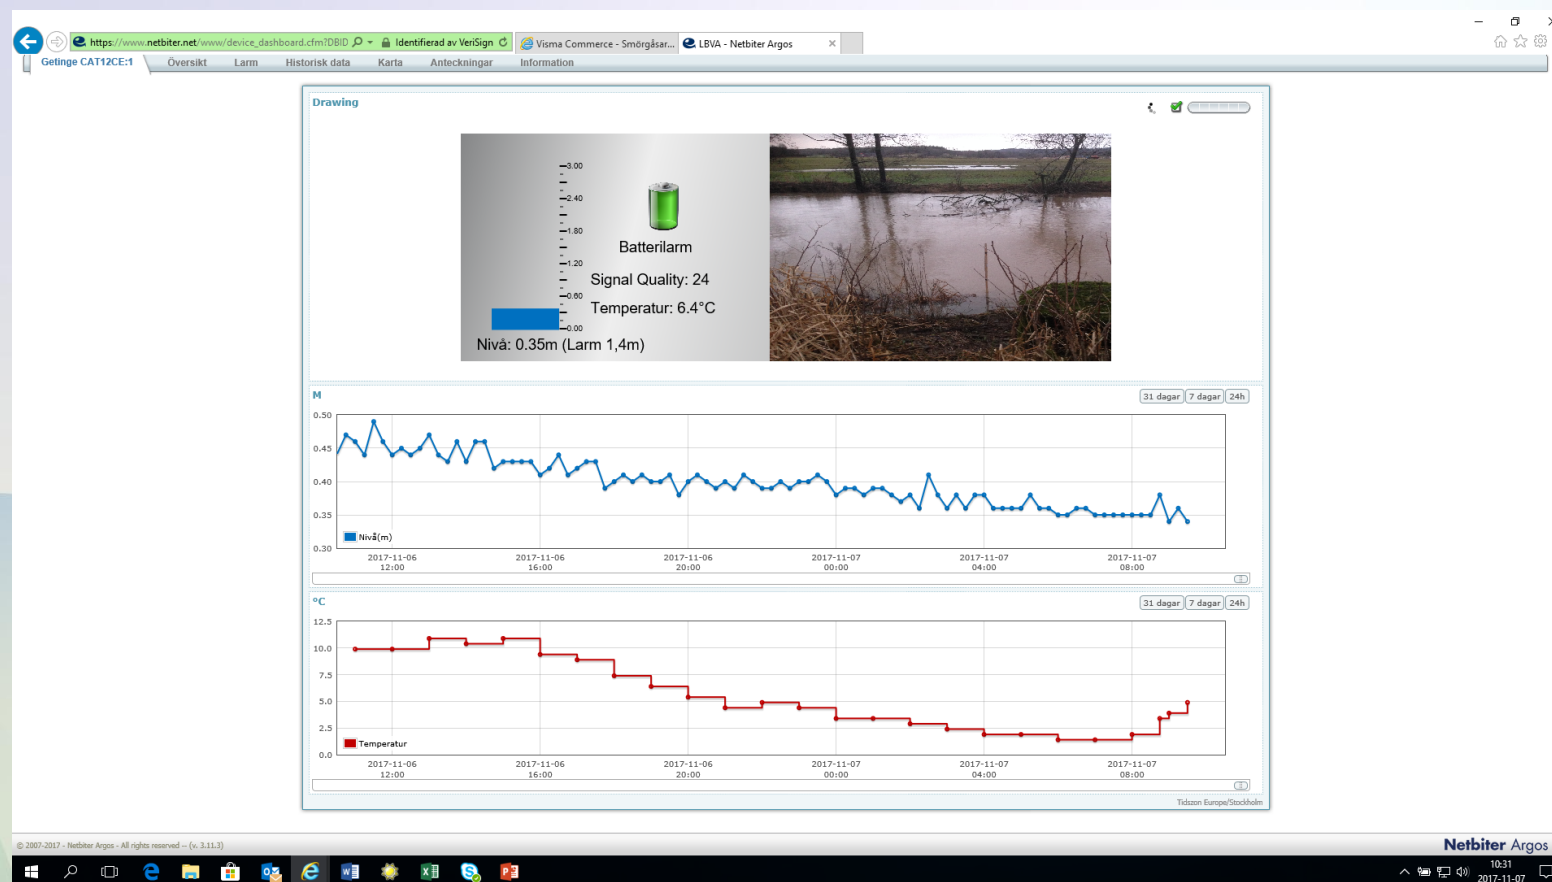 https://www.netbiter.net/www/device_dashboard.cfm?DBID
Identifierad av VeriSign
Visma Commerce - Smörgåsar...
LBVA - Netbiter Argos
Getinge CAT12CE:1
Översikt
Larm
Historisk data
Karta
Anteckningar
Information
Drawing
3.00
2.40
1.80
1.20
0.60
0.00
Batterilarm
Signal Quality: 24
Temperatur: 6.4°C
Nivå: 0.35m (Larm 1,4m)
M
31 dagar 7 dagar 24h
0.50
0.45
0.40
0.35
0.30
Nivå(m)
2017-11-06 2017-11-06 2017-11-06 2017-11-07 2017-11-07 2017-11-07
12:00 16:00 20:00 00:00 04:00 08:00
°C
31 dagar 7 dagar 24h
12.5
10.0
7.5
5.0
2.5
0.0
Temperatur
2017-11-06 2017-11-06 2017-11-06 2017-11-07 2017-11-07 2017-11-07
12:00 16:00 20:00 00:00 04:00 08:00
Tidszon Europe/Stockholm
© 2007-2017 - Netbiter Argos - All rights reserved -- (v. 3.11.3)
Netbiter Argos
10:31
2017-11-07